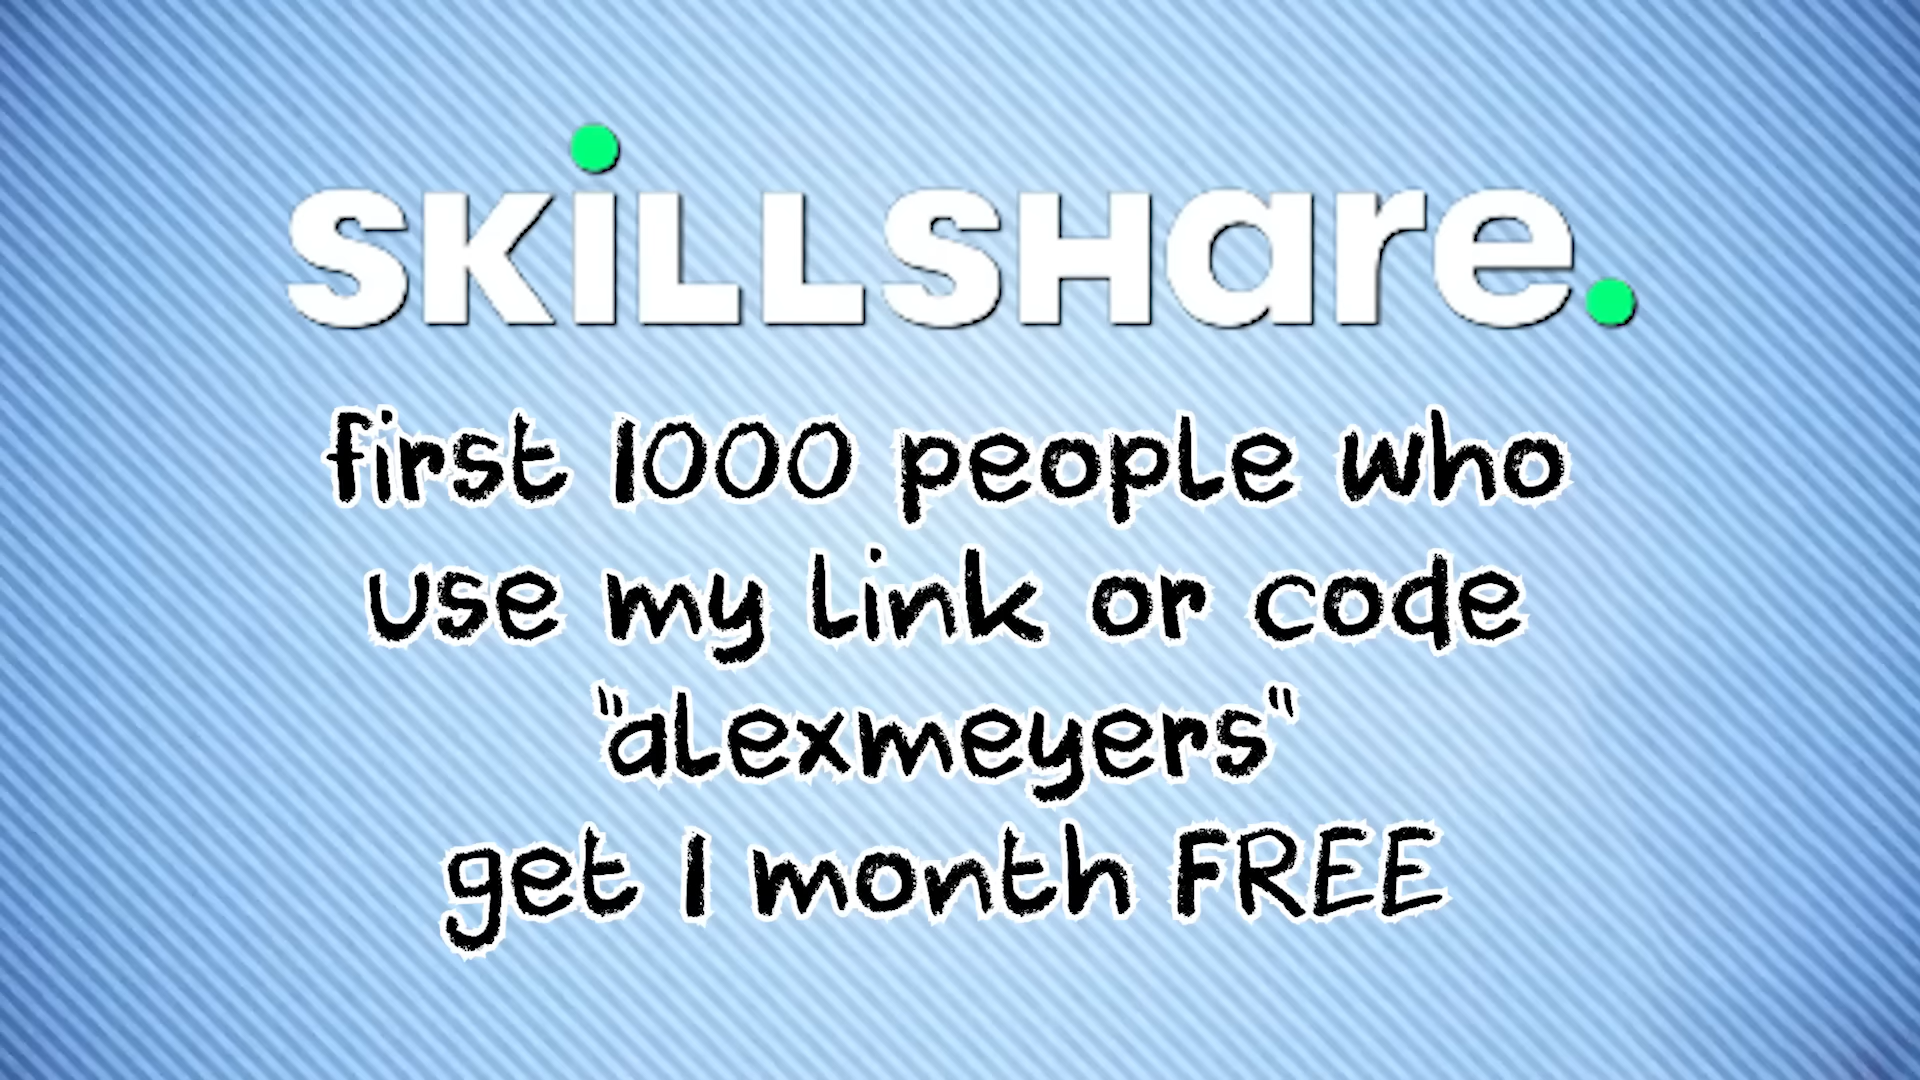 SKiLLSHare.
first 1000 people who
use my link or code
"alexmeyers"
get 1 month FREE